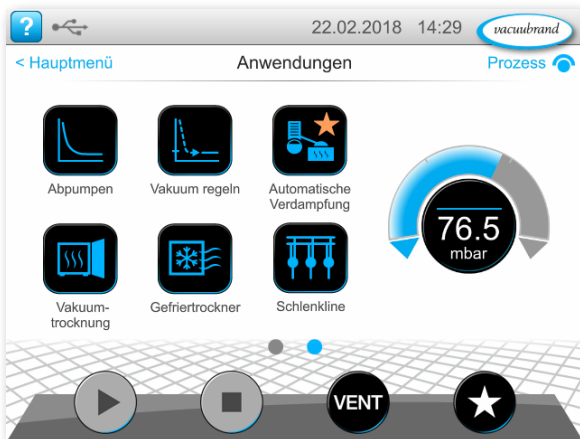 ?
22.02.2018 14:29
vacuubrand
< Hauptmenü
Anwendungen
Prozess
Abpumpen
Vakuum regeln
Automatische
Verdampfung
Vakuum-
trocknung
Gefriertrockner
Schlenkline
76.5
mbar
VENT